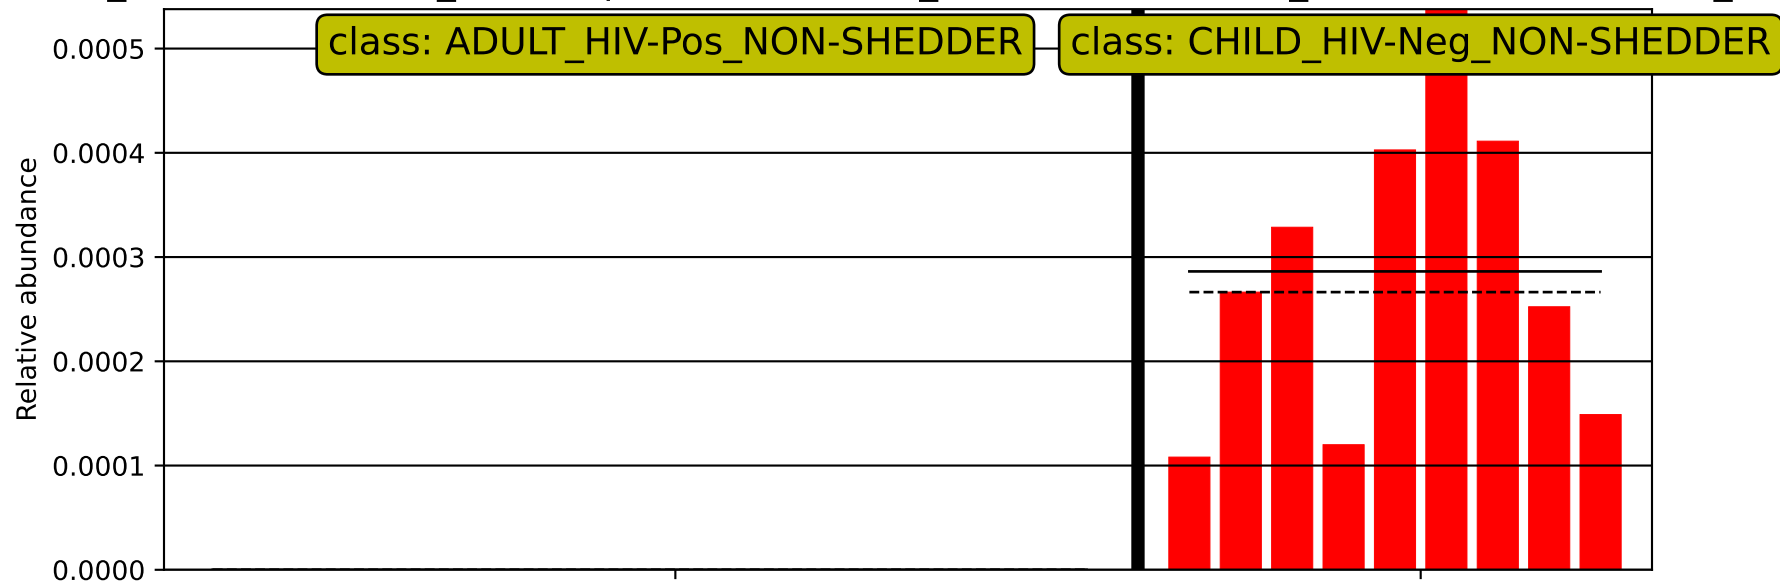 class: ADULT_HIV-Pos_NON-SHEDDER
class: CHILD_HIV-Neg_NON-SHEDDER
0.0005
0.0004
0.0003
0.0002
0.0001
0.0000
Relative abundance